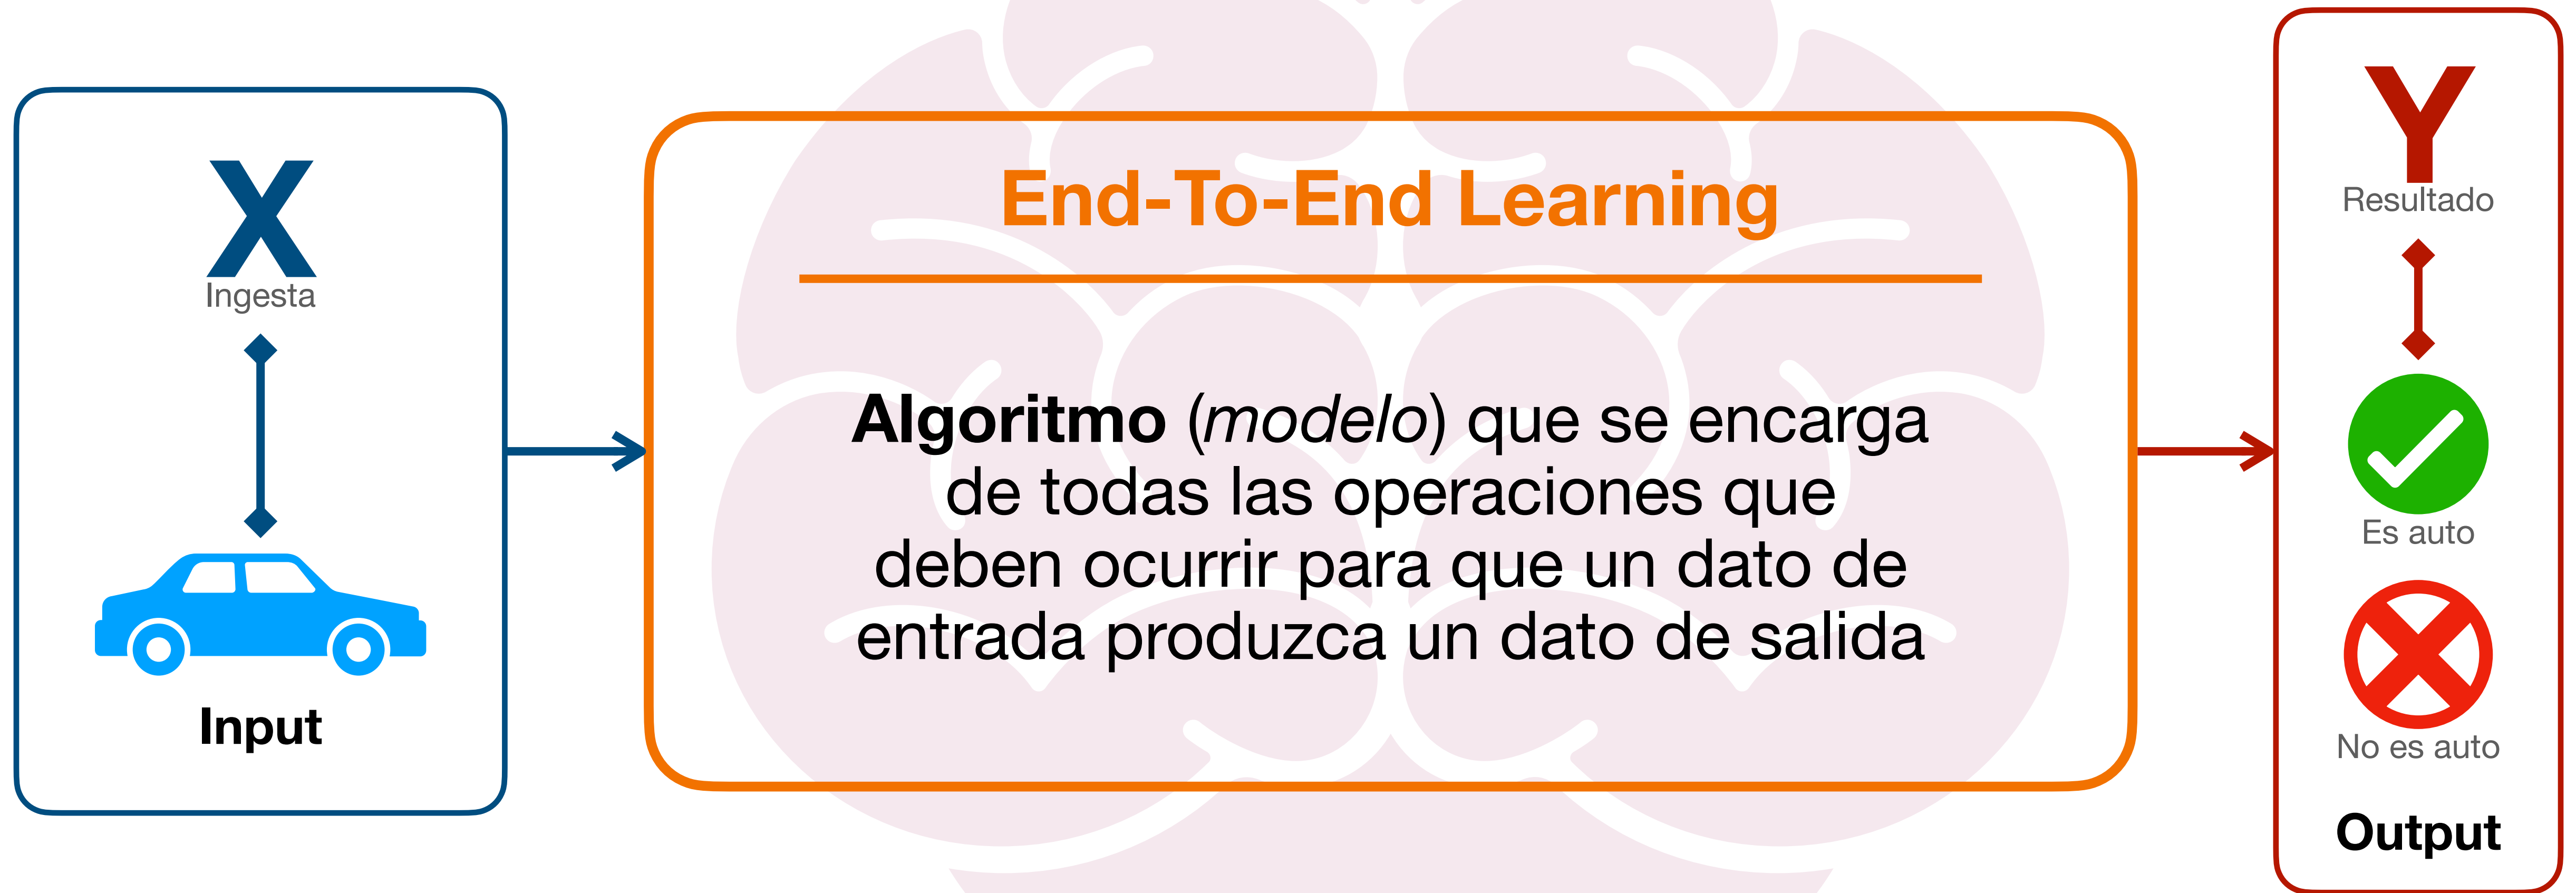 X
Ingesta
Input
End-To-End Learning
Algoritmo (modelo) que se encarga
de todas las operaciones que
deben ocurrir para que un dato de
entrada produzca un dato de salida
Y
Resultado
Es auto
No es auto
Output